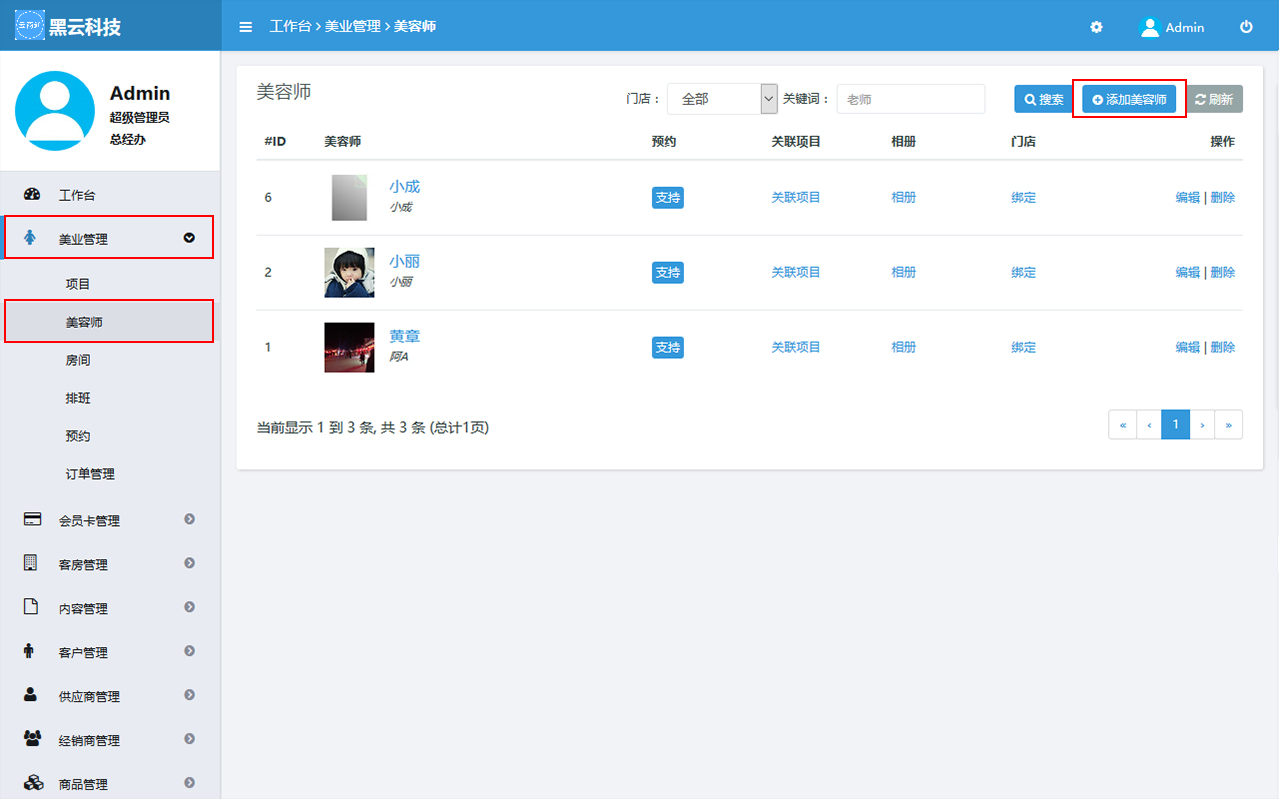 黑云科技
工作台 › 美业管理 › 美容师
Admin
Admin
超级管理员
总经办
工作台
美业管理
项目
美容师
房间
排班
预约
订单管理
会员卡管理
客房管理
内容管理
客户管理
供应商管理
经销商管理
商品管理
美容师
门店： 全部 关键词： 老师 搜索 添加美容师 刷新
#ID 美容师 预约 关联项目 相册 门店 操作
6 小成 支持 关联项目 相册 绑定 编辑 | 删除
小成
2 小丽 支持 关联项目 相册 绑定 编辑 | 删除
小丽
1 黄章 支持 关联项目 相册 绑定 编辑 | 删除
阿A
当前显示 1 到 3 条, 共 3 条 (总计1页)
« ‹ 1 › »